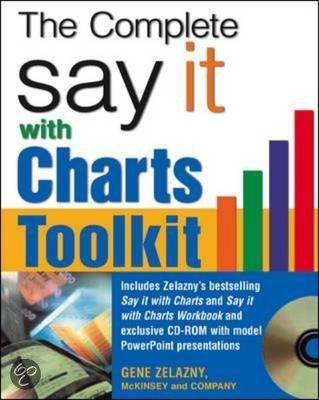 The Complete
say it
with
Charts
Toolkit
Includes Zelazny's bestselling
Say it with Charts and Say it
with Charts Workbook and
exclusive CD-ROM with model
PowerPoint presentations
GENE ZELAZNY,
McKINSEY and COMPANY